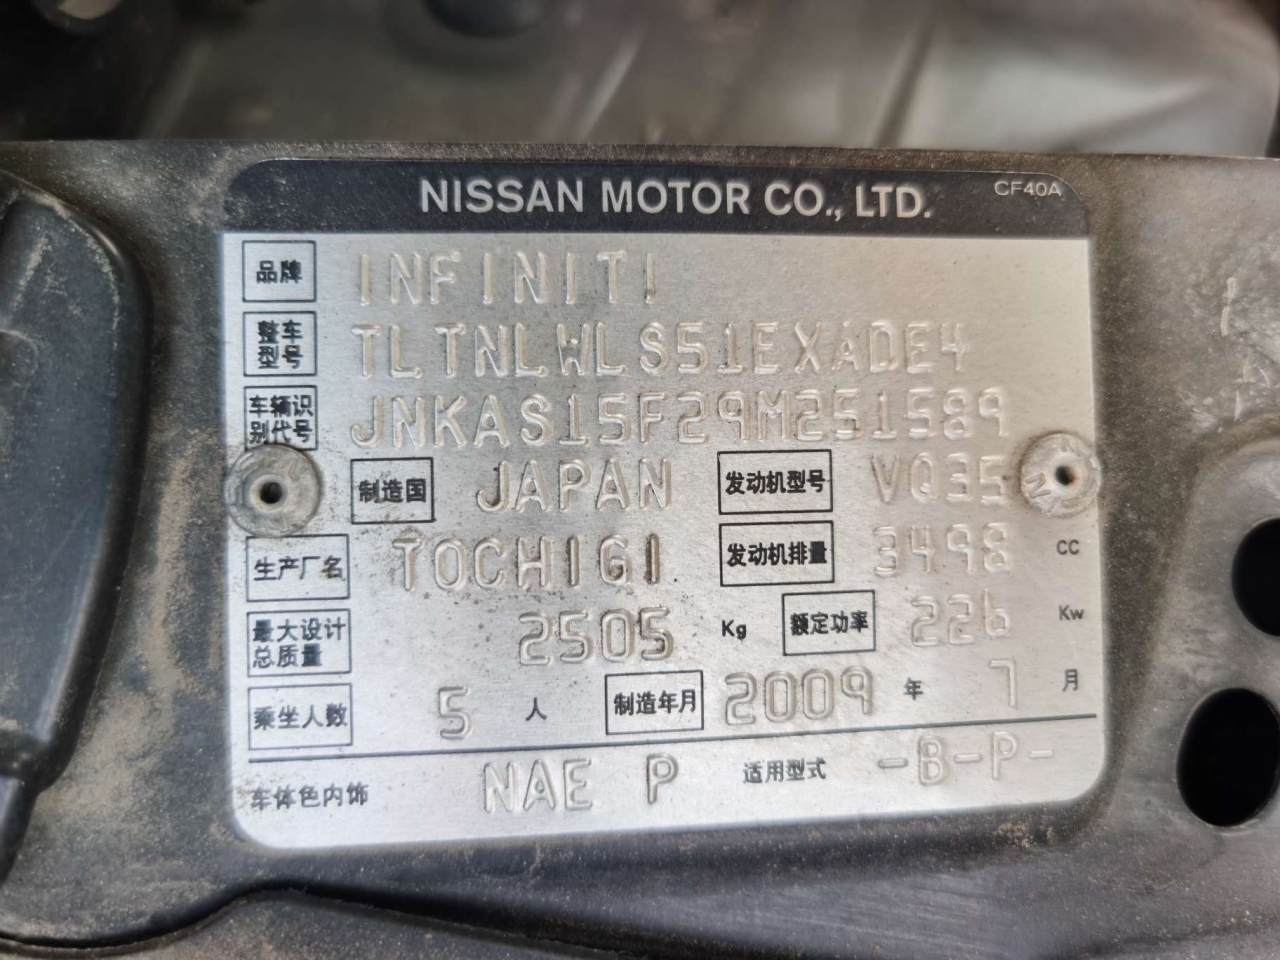 NISSAN MOTOR CO., LTD. CF40A
品牌 INFINITI
整车型号 TLTNLWLS51EXADE4
车辆识别代号 JNKAS15F29M251589
制造国 JAPAN 发动机型号 VQ35
生产厂名 TOCHIGI 发动机排量 3498 CC
最大设计总质量 2505 Kg 额定功率 226 Kw
乘坐人数 5 人 制造年月 2009 年 7 月
车体色内饰 NAE P 适用型式 -B-P-